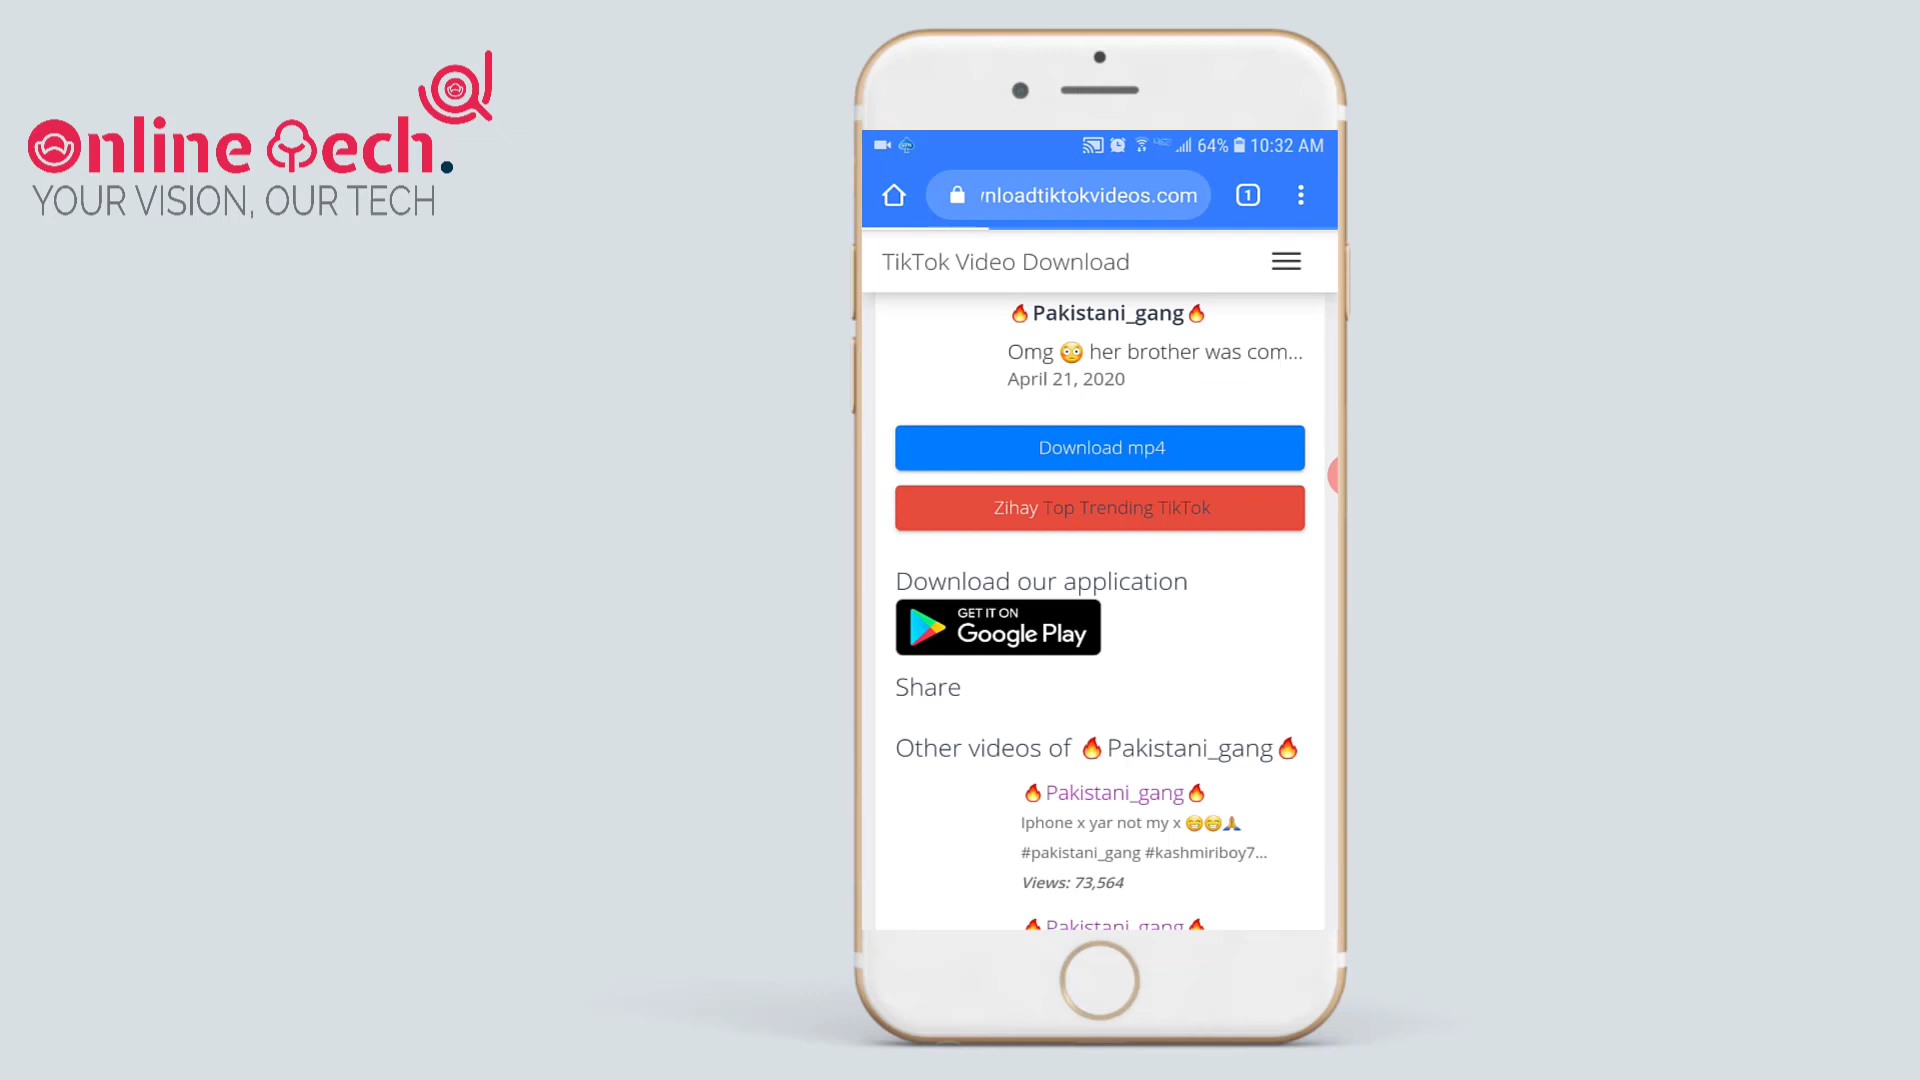 Online Tech.
YOUR VISION, OUR TECH
64% 10:32 AM
nloadtiktokvideos.com
1
TikTok Video Download
🔥Pakistani_gang🔥
Omg 😳 her brother was com...
April 21, 2020
Download mp4
Zihay Top Trending TikTok
Download our application
GET IT ON
Google Play
Share
Other videos of 🔥Pakistani_gang🔥
🔥Pakistani_gang🔥
Iphone x yar not my x 😁😁🙏
#pakistani_gang #kashmiriboy7...
Views: 73,564
🔥Pakistani_gang🔥